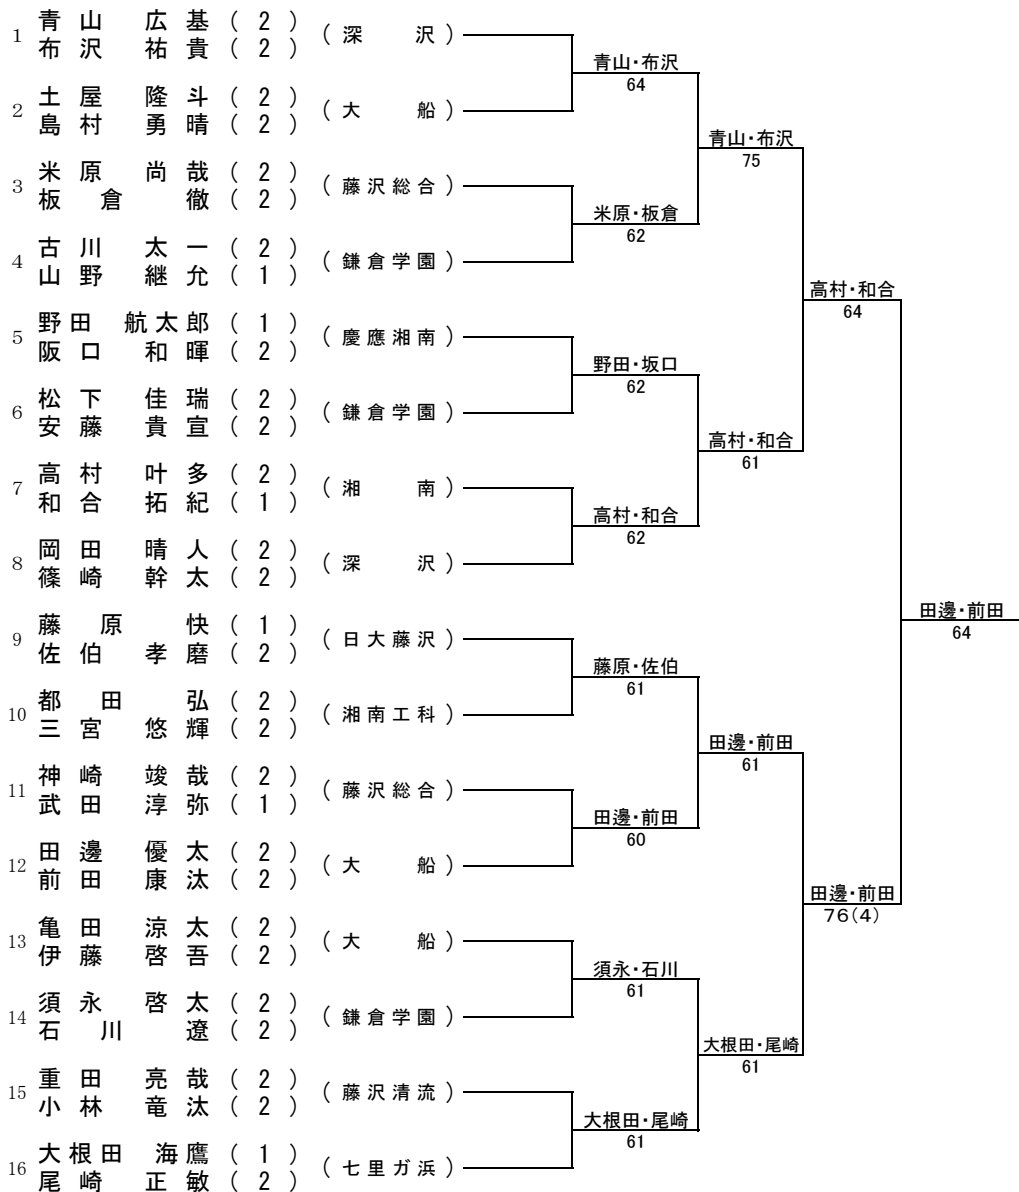 1 青山 広基 (2) (深沢)
布沢 祐貴 (2)
2 土屋 隆斗 (2) (大船)
島村 勇晴 (2)
3 米原 尚哉 (2) (藤沢総合)
板倉 徹 (2)
4 古川 太一 (2) (鎌倉学園)
山野 継允 (1)
5 野田 航太郎 (1) (慶應湘南)
阪口 和暉 (2)
6 松下 佳瑞 (2) (鎌倉学園)
安藤 貴宣 (2)
7 高村 叶多 (2) (湘南)
和合 拓紀 (1)
8 岡田 晴人 (2) (深沢)
篠崎 幹太 (2)
9 藤原 快 (1) (日大藤沢)
佐伯 孝磨 (2)
10 都田 弘 (2) (湘南工科)
三宮 悠輝 (2)
11 神崎 竣哉 (2) (藤沢総合)
武田 淳弥 (1)
12 田邊 優太 (2) (大船)
前田 康汰 (2)
13 亀田 涼太 (2) (大船)
伊藤 啓吾 (2)
14 須永 啓太 (2) (鎌倉学園)
石川 遼 (2)
15 重田 亮哉 (2) (藤沢清流)
小林 竜汰 (2)
16 大根田 海鷹 (1) (七里ガ浜)
尾崎 正敏 (2)
青山・布沢
64
米原・板倉
62
野田・坂口
62
高村・和合
62
藤原・佐伯
61
田邊・前田
60
須永・石川
61
大根田・尾崎
61
青山・布沢
75
高村・和合
61
田邊・前田
61
大根田・尾崎
61
高村・和合
64
田邊・前田
76(4)
田邊・前田
64